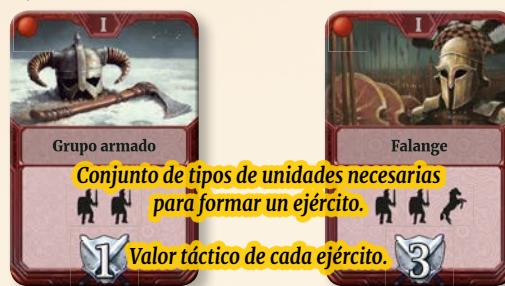 I
I
Grupo armado
Falange
Conjunto de tipos de unidades necesarias
para formar un ejército.
1
Valor táctico de cada ejército.
3